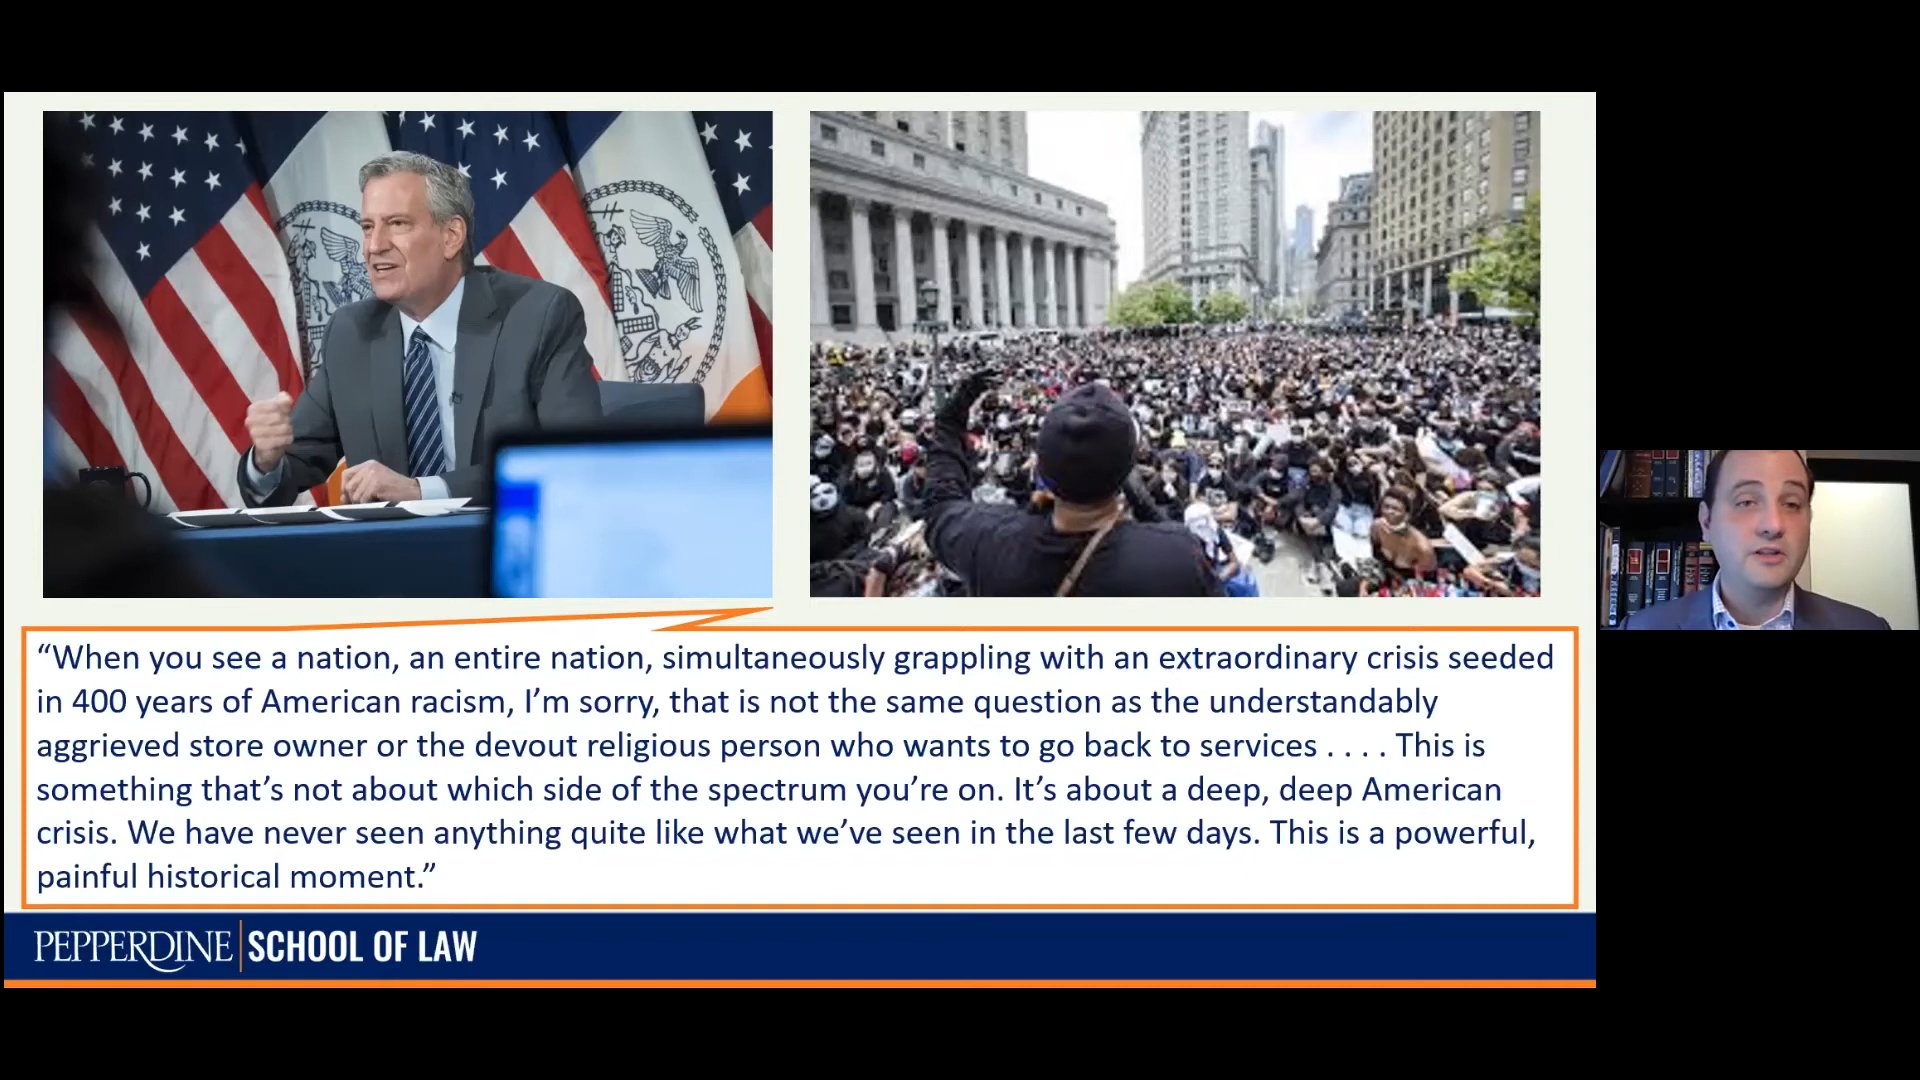 “When you see a nation, an entire nation, simultaneously grappling with an extraordinary crisis seeded
in 400 years of American racism, I’m sorry, that is not the same question as the understandably
aggrieved store owner or the devout religious person who wants to go back to services . . . . This is
something that’s not about which side of the spectrum you’re on. It’s about a deep, deep American
crisis. We have never seen anything quite like what we’ve seen in the last few days. This is a powerful,
painful historical moment.”
PEPPERDINE SCHOOL OF LAW